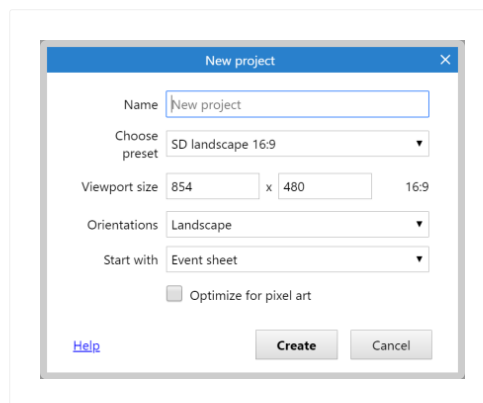 New project
Name New project
Choose preset SD landscape 16:9
Viewport size 854 x 480 16:9
Orientations Landscape
Start with Event sheet
Optimize for pixel art
Help Create Cancel